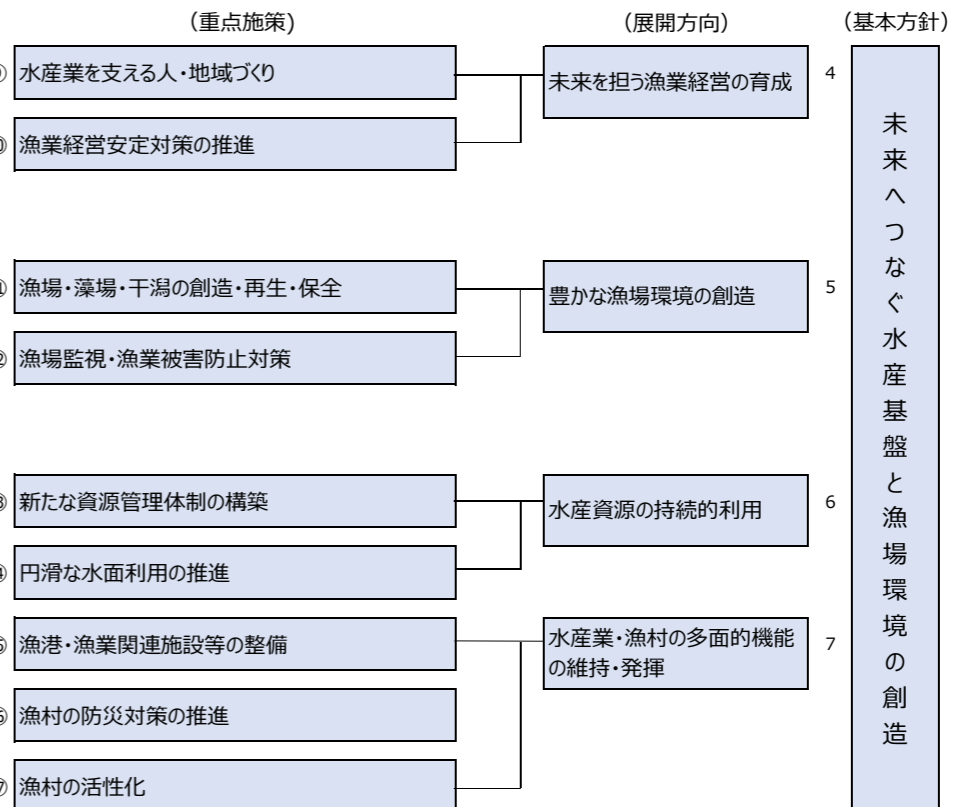 (重点施策)
(展開方向)
(基本方針)
水産業を支える人・地域づくり
漁業経営安定対策の推進
未来を担う漁業経営の育成
4
漁場・藻場・干潟の創造・再生・保全
漁場監視・漁業被害防止対策
豊かな漁場環境の創造
5
新たな資源管理体制の構築
円滑な水面利用の推進
水産資源の持続的利用
6
漁港・漁業関連施設等の整備
漁村の防災対策の推進
漁村の活性化
水産業・漁村の多面的機能
の維持・発揮
7
未来へつなぐ水産基盤と漁場環境の創造